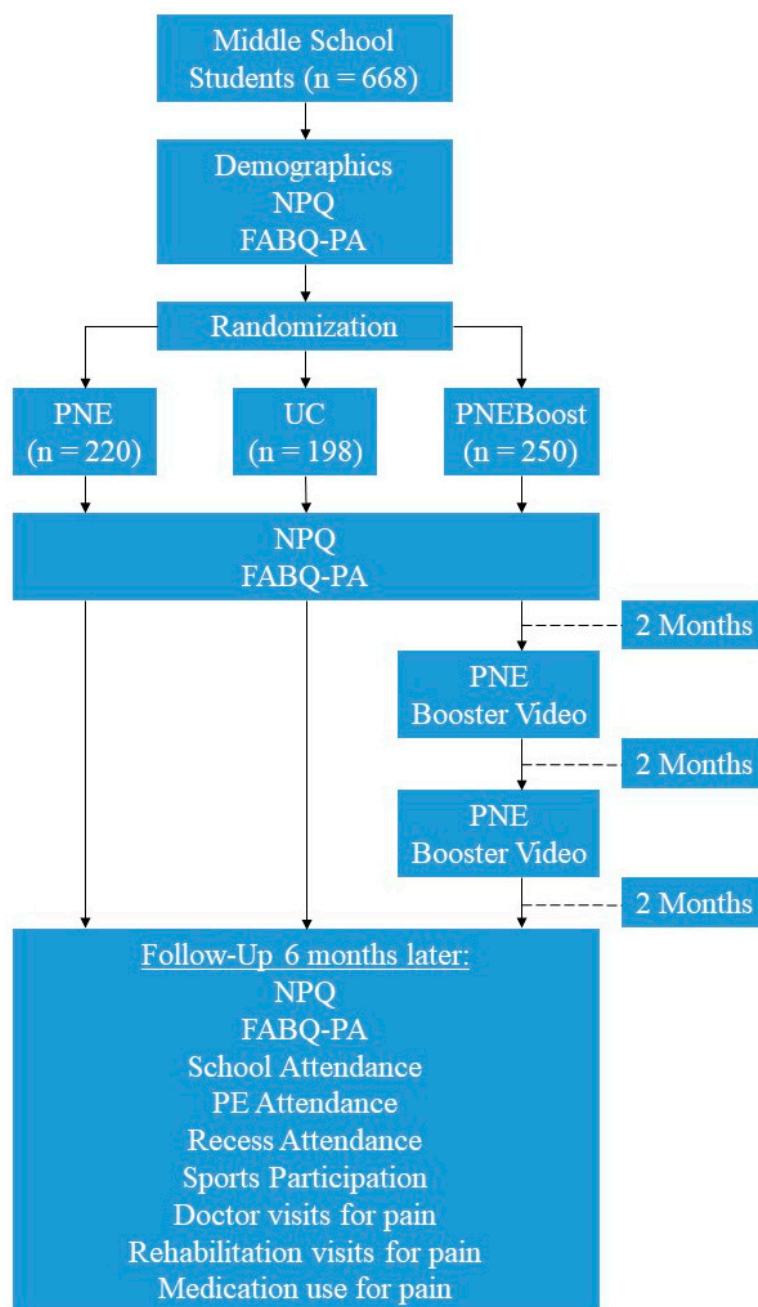 Middle School
Students (n = 668)
Demographics
NPQ
FABQ-PA
Randomization
PNE
(n = 220)
UC
(n = 198)
PNEBoost
(n = 250)
NPQ
FABQ-PA
2 Months
PNE
Booster Video
2 Months
PNE
Booster Video
2 Months
Follow-Up 6 months later:
NPQ
FABQ-PA
School Attendance
PE Attendance
Recess Attendance
Sports Participation
Doctor visits for pain
Rehabilitation visits for pain
Medication use for pain